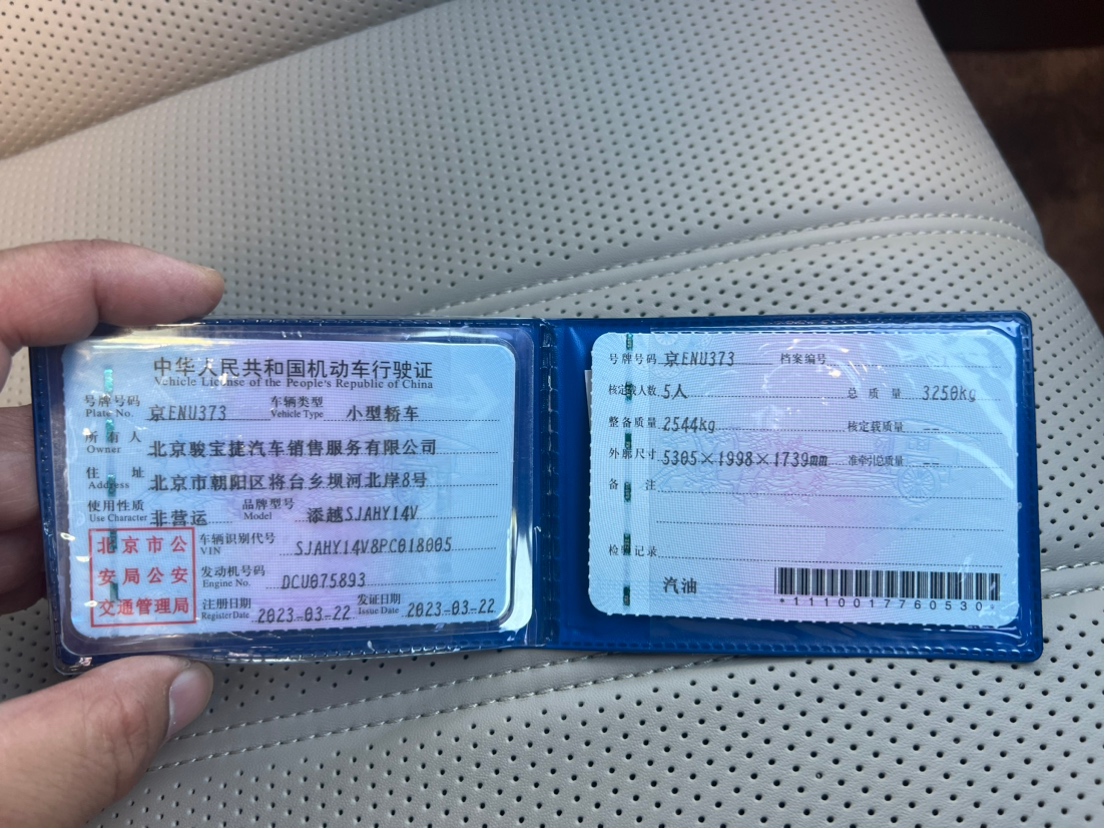 中华人民共和国机动车行驶证
Vehicle License of the People's Republic of China
号牌号码 京ENU373 车辆类型 小型轿车
Plate No. Vehicle Type
所有人 北京骏宝捷汽车销售服务有限公司
Owner
住址 北京市朝阳区将台乡坝河北岸8号
Address
使用性质 非营运 品牌型号 添越SJAHY14V
Use Character Model
北京市公
安局公安
交通管理局
车辆识别代号 SJAHY14V8PC018005
VIN
发动机号码 DCU075893
Engine No.
注册日期 2023-03-22 发证日期 2023-03-22
Register Date Issue Date
号牌号码 京ENU373 档案编号
核定载人数 5人 总质量 3250kg
整备质量 2544kg 核定载质量 --
外廓尺寸 5305×1998×1739mm 准牵引总质量 --
备注
检验记录
汽油
*1110017760530*